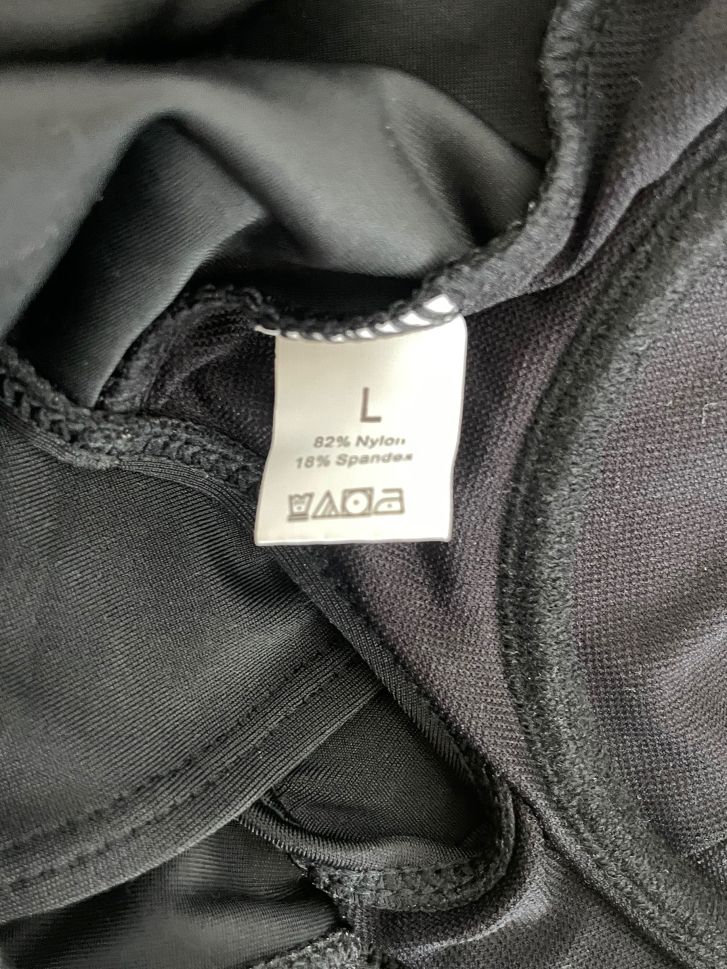 L
82% Nylon
18% Spandex